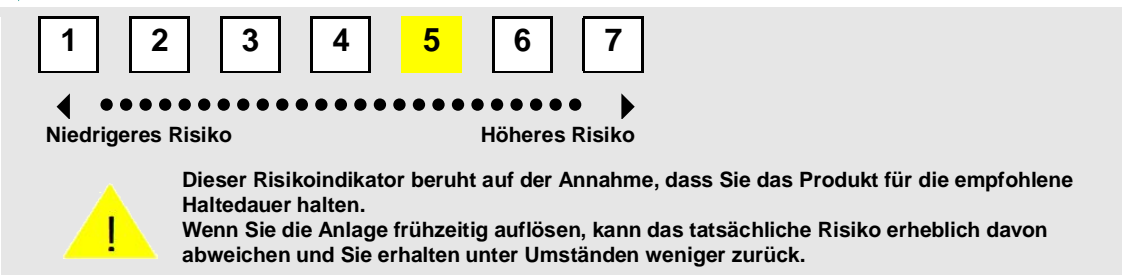 1 2 3 4 5 6 7
Niedrigeres Risiko Höheres Risiko
Dieser Risikoindikator beruht auf der Annahme, dass Sie das Produkt für die empfohlene
Haltedauer halten.
Wenn Sie die Anlage frühzeitig auflösen, kann das tatsächliche Risiko erheblich davon
abweichen und Sie erhalten unter Umständen weniger zurück.
!